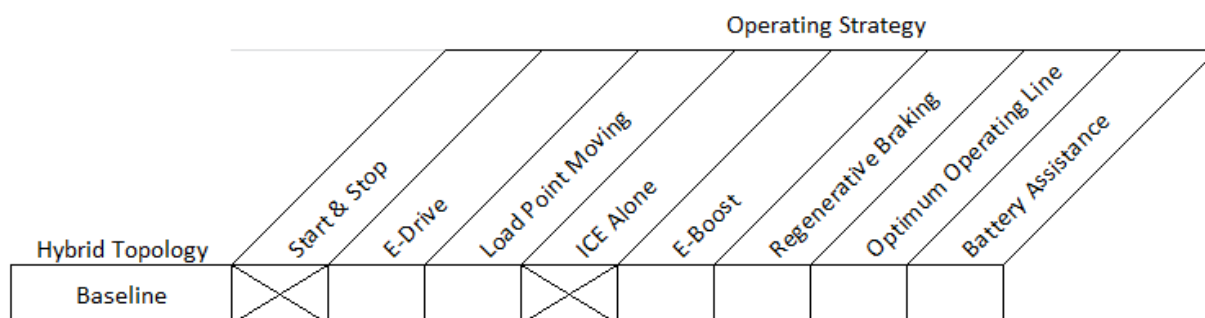 Operating Strategy
Start & Stop
E-Drive
Load Point Moving
ICE Alone
E-Boost
Regenerative Braking
Optimum Operating Line
Battery Assistance
Hybrid Topology
Baseline